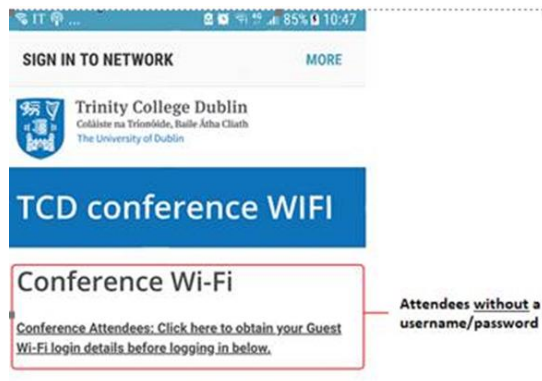 IT ... 85% 10:47
SIGN IN TO NETWORK MORE
Trinity College Dublin
Coláiste na Tríonóide, Baile Átha Cliath
The University of Dublin
TCD conference WIFI
Conference Wi-Fi
Conference Attendees: Click here to obtain your Guest
Wi-Fi login details before logging in below.
Attendees without a
username/password